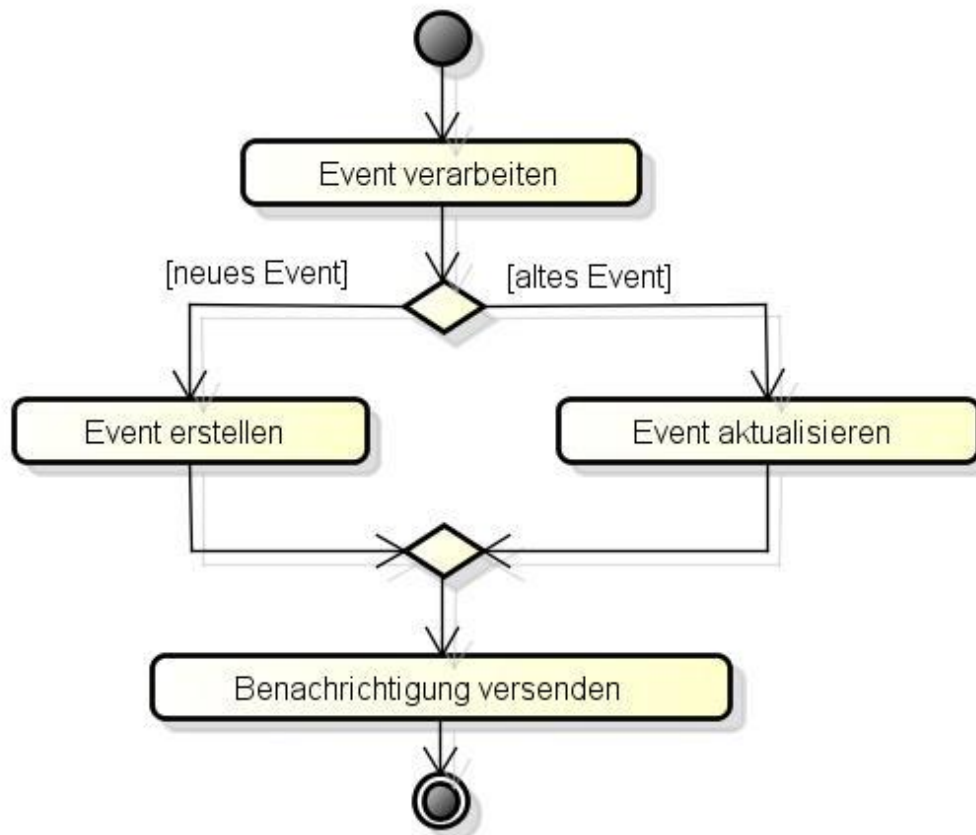 Event verarbeiten
[neues Event]
[altes Event]
Event erstellen
Event aktualisieren
Benachrichtigung versenden